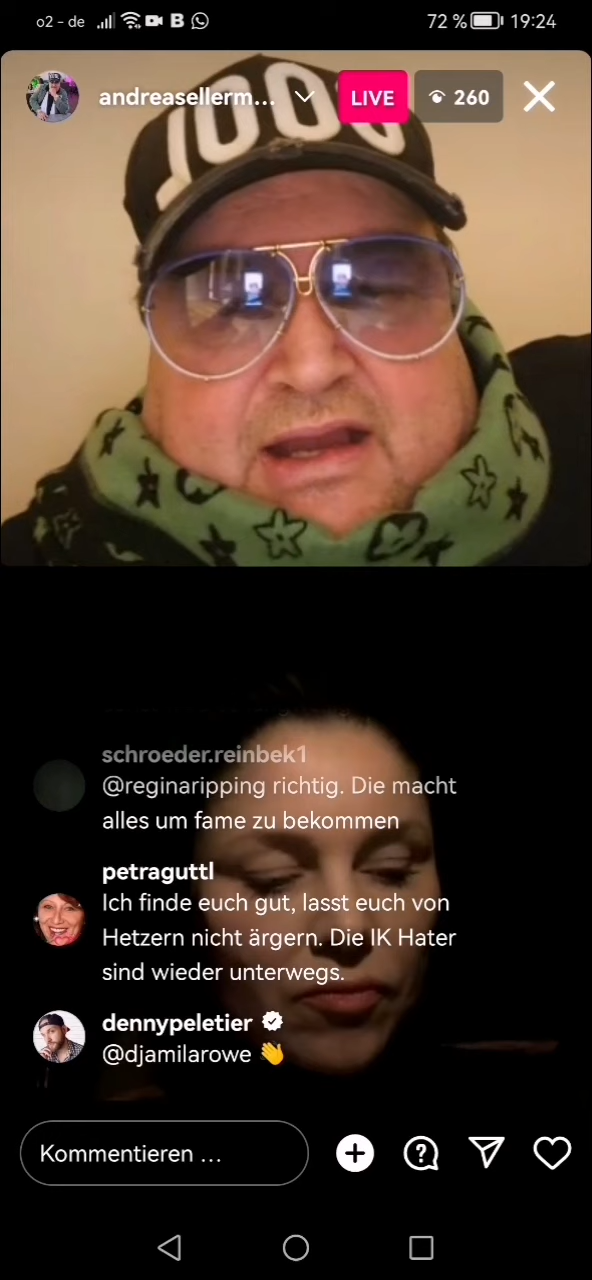 o2 - de B 72 % 19:24
andreasellerm... LIVE 260
1000
schroeder.reinbek1
@reginaripping richtig. Die macht
alles um fame zu bekommen
petraguttl
Ich finde euch gut, lasst euch von
Hetzern nicht ärgern. Die IK Hater
sind wieder unterwegs.
dennypeletier
@djamilarowe 👋
Kommentieren ...